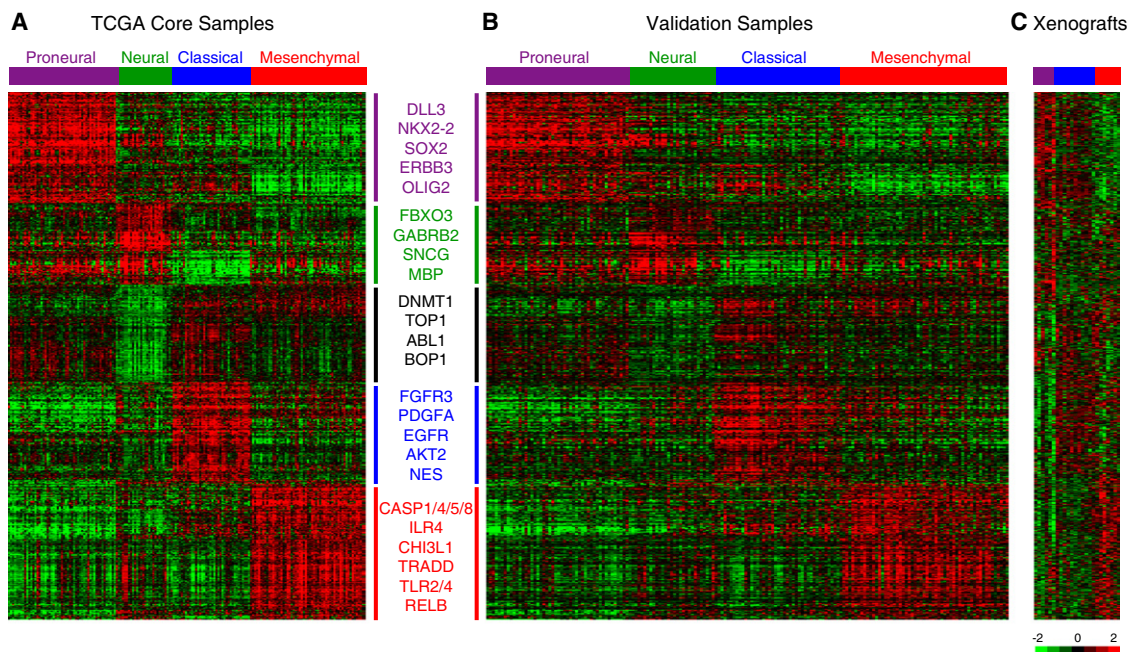 A TCGA Core Samples B Validation Samples C Xenografts
Proneural Neural Classical Mesenchymal Proneural Neural Classical Mesenchymal
DLL3
NKX2-2
SOX2
ERBB3
OLIG2
FBXO3
GABRB2
SNCG
MBP
DNMT1
TOP1
ABL1
BOP1
FGFR3
PDGFA
EGFR
AKT2
NES
CASP1/4/5/8
ILR4
CHI3L1
TRADD
TLR2/4
RELB
-2 0 2